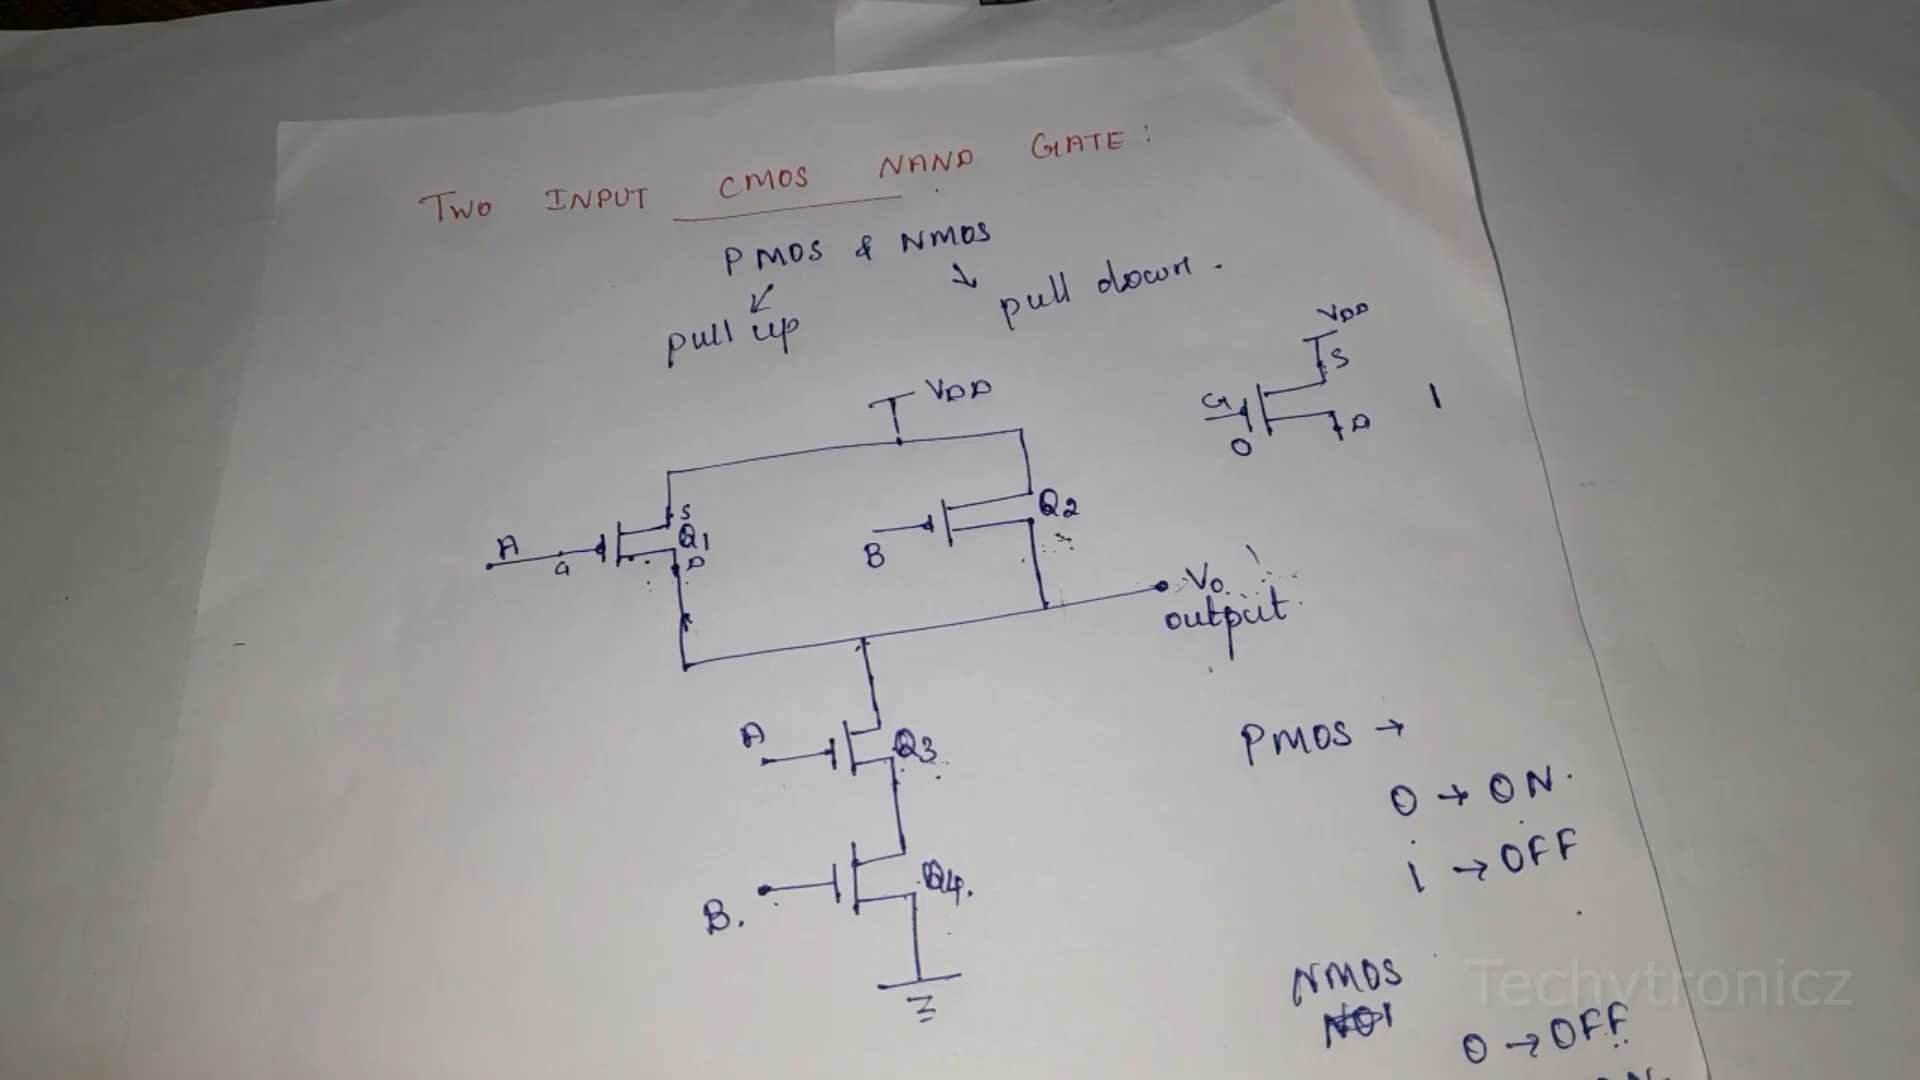 TWO INPUT CMOS NAND GATE:
PMOS & NMOS
pull up
pull down.
VDD
VDD
S
G
D
0
1
S
Q1
D
A
G
Q2
B
Vo
output
A
Q3
B.
Q4.
PMOS →
0 → ON.
1 → OFF
NMOS
0 → OFF
Techytronicz